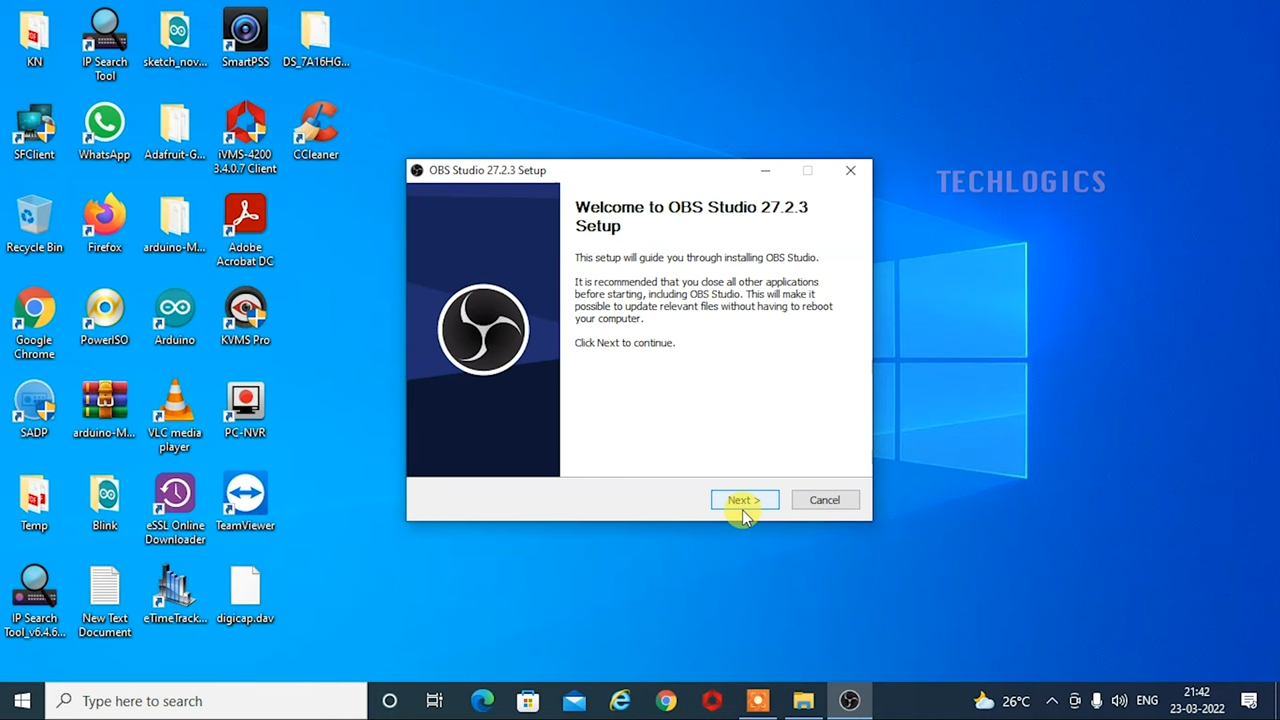 KN
IP Search
Tool
sketch_nov...
SmartPSS
DS_7A16HG...
SFClient
WhatsApp
Adafruit-G...
iVMS-4200
3.4.0.7 Client
CCleaner
Recycle Bin
Firefox
arduino-M...
Adobe
Acrobat DC
Google
Chrome
PowerISO
Arduino
KVMS Pro
SADP
arduino-M...
VLC media
player
PC-NVR
Temp
Blink
eSSL Online
Downloader
TeamViewer
IP Search
Tool_v6.4.6...
New Text
Document
eTimeTrack...
digicap.dav
OBS Studio 27.2.3 Setup
Welcome to OBS Studio 27.2.3
Setup
This setup will guide you through installing OBS Studio.
It is recommended that you close all other applications
before starting, including OBS Studio. This will make it
possible to update relevant files without having to reboot
your computer.
Click Next to continue.
Next >
Cancel
TECHLOGICS
Type here to search
26°C
ENG
21:42
23-03-2022